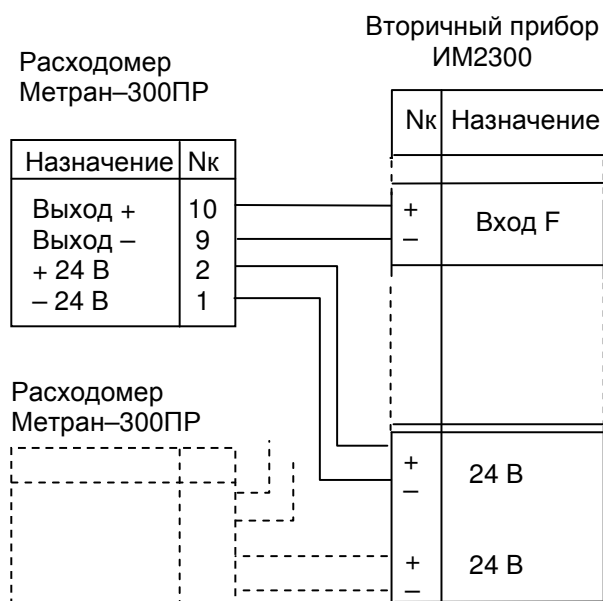 Вторичный прибор
ИМ2300
Расходомер
Метран–300ПР
Nк Назначение
Назначение Nк
Выход + 10
Выход – 9
+ 24 В 2
– 24 В 1
+
–
Вход F
Расходомер
Метран–300ПР
+
–
24 В
+
–
24 В